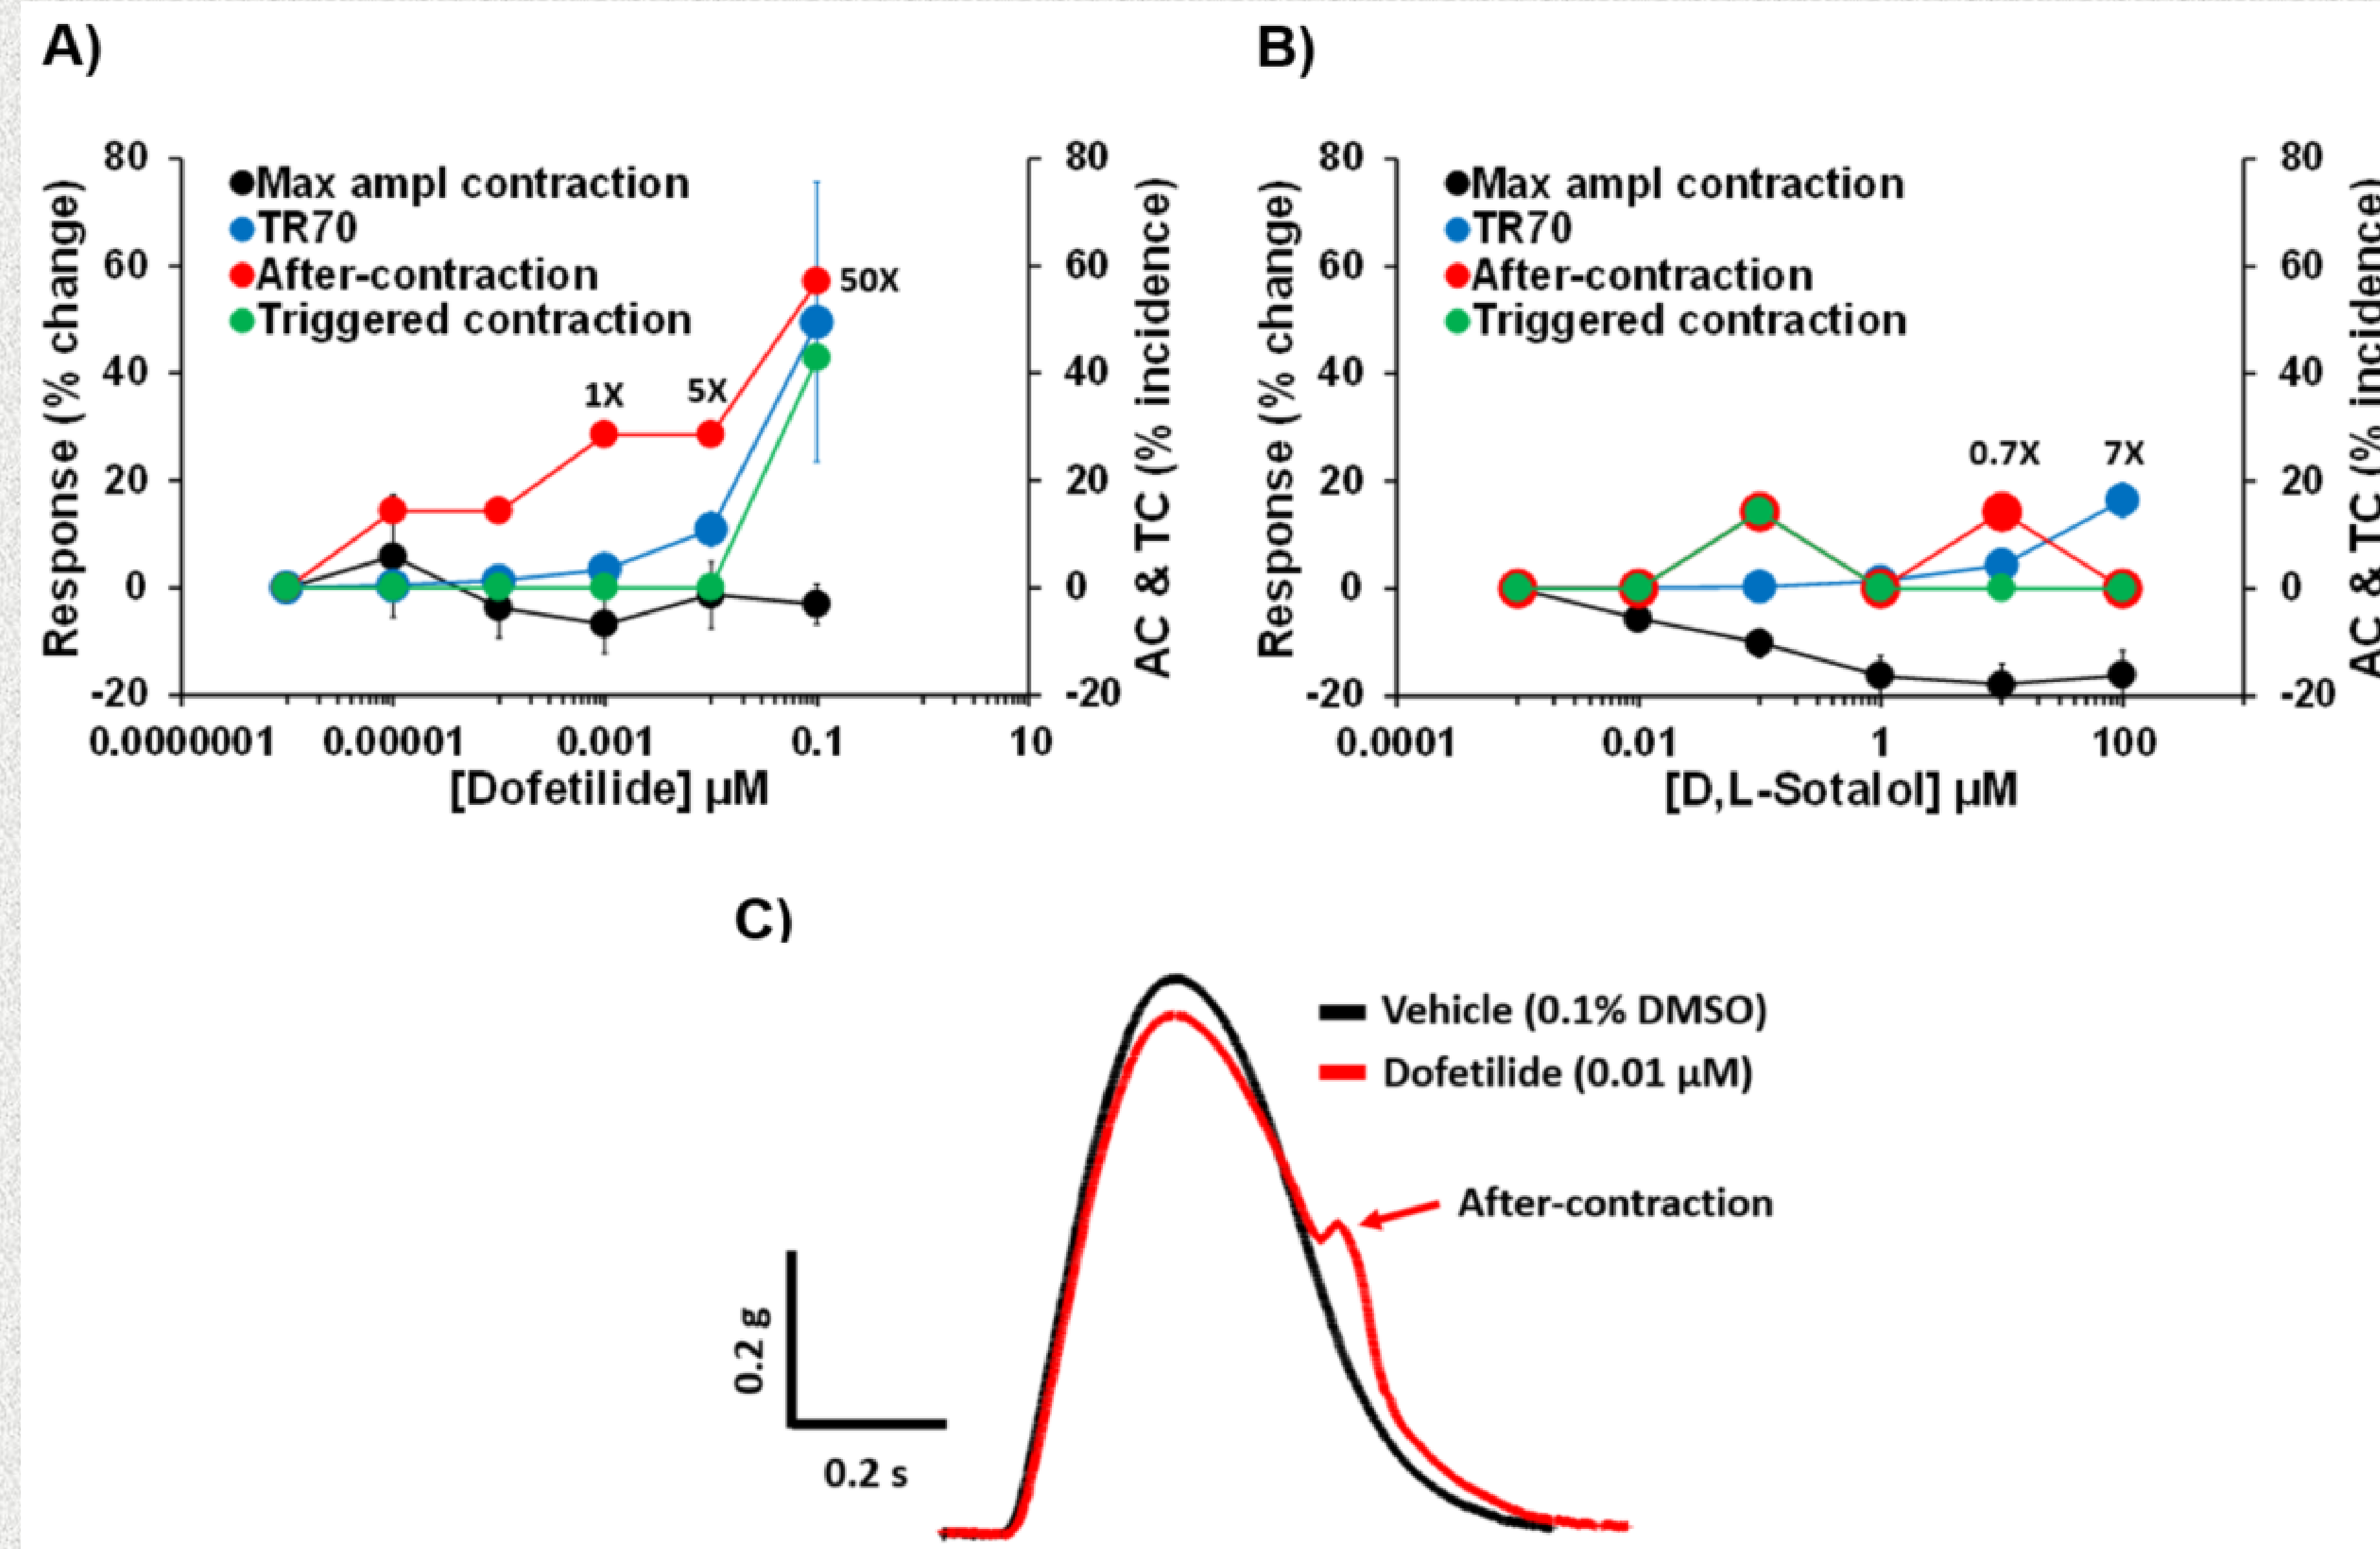 A)
Response (% change)
80
60
40
20
0
-20
Max ampl contraction
TR70
After-contraction
Triggered contraction
1X
5X
50X
80
60
40
20
0
-20
AC & TC (% incidence)
0.0000001
0.00001
0.001
0.1
10
[Dofetilide] µM
B)
Response (% change)
80
60
40
20
0
-20
Max ampl contraction
TR70
After-contraction
Triggered contraction
0.7X
7X
80
60
40
20
0
-20
AC & TC (% incidence)
0.0001
0.01
1
100
[D,L-Sotalol] µM
C)
Vehicle (0.1% DMSO)
Dofetilide (0.01 µM)
After-contraction
0.2 g
0.2 s